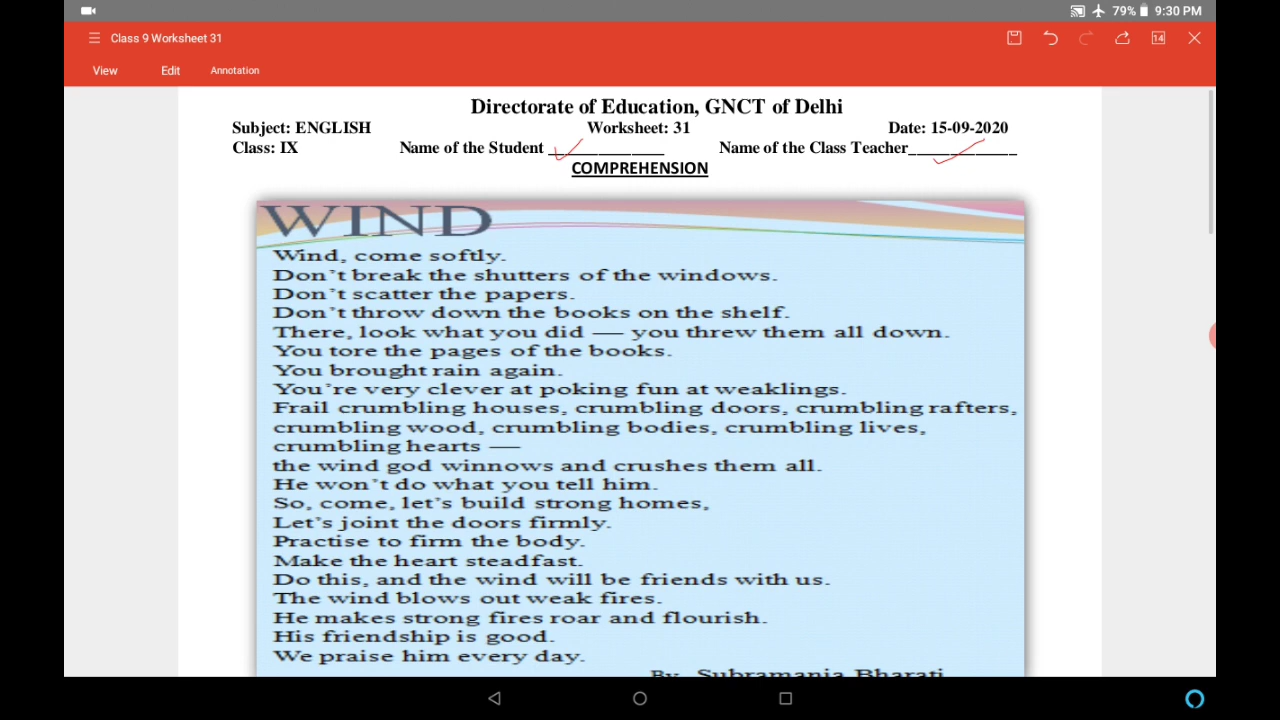 79% 9:30 PM
Class 9 Worksheet 31
14
View Edit Annotation
Directorate of Education, GNCT of Delhi
Subject: ENGLISH Worksheet: 31 Date: 15-09-2020
Class: IX Name of the Student ______________ Name of the Class Teacher_____________
COMPREHENSION
WIND
Wind, come softly.
Don't break the shutters of the windows.
Don't scatter the papers.
Don't throw down the books on the shelf.
There, look what you did — you threw them all down.
You tore the pages of the books.
You brought rain again.
You're very clever at poking fun at weaklings.
Frail crumbling houses, crumbling doors, crumbling rafters,
crumbling wood, crumbling bodies, crumbling lives,
crumbling hearts —
the wind god winnows and crushes them all.
He won't do what you tell him.
So, come, let's build strong homes,
Let's joint the doors firmly.
Practise to firm the body.
Make the heart steadfast.
Do this, and the wind will be friends with us.
The wind blows out weak fires.
He makes strong fires roar and flourish.
His friendship is good.
We praise him every day.
By Subramania Bharati